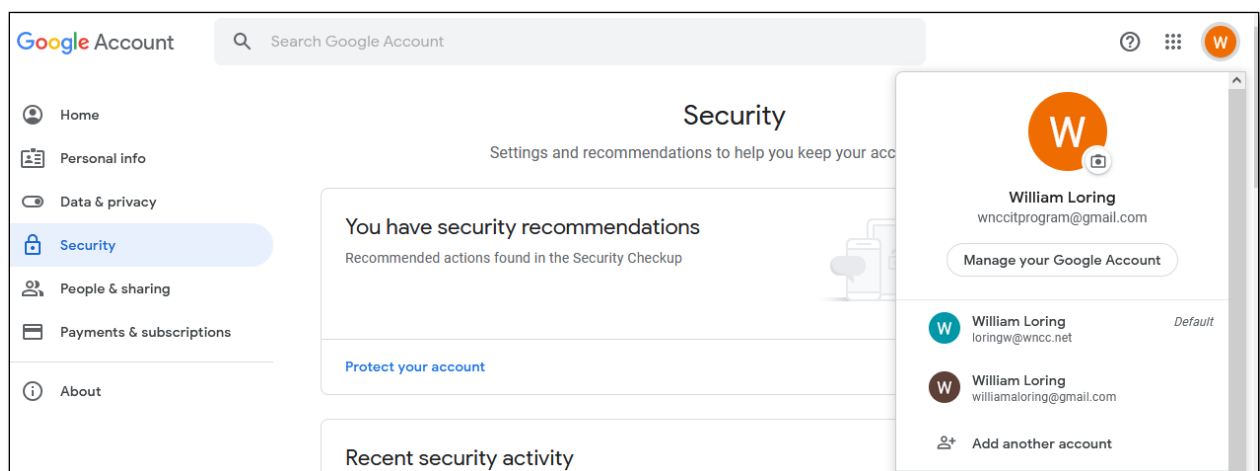 Google Account
Search Google Account
W
Home
Personal info
Data & privacy
Security
People & sharing
Payments & subscriptions
About
Security
Settings and recommendations to help you keep your acc
You have security recommendations
Recommended actions found in the Security Checkup
Protect your account
Recent security activity
W
William Loring
wnccitprogram@gmail.com
Manage your Google Account
W
William Loring
Default
loringw@wncc.net
W
William Loring
williamaloring@gmail.com
Add another account